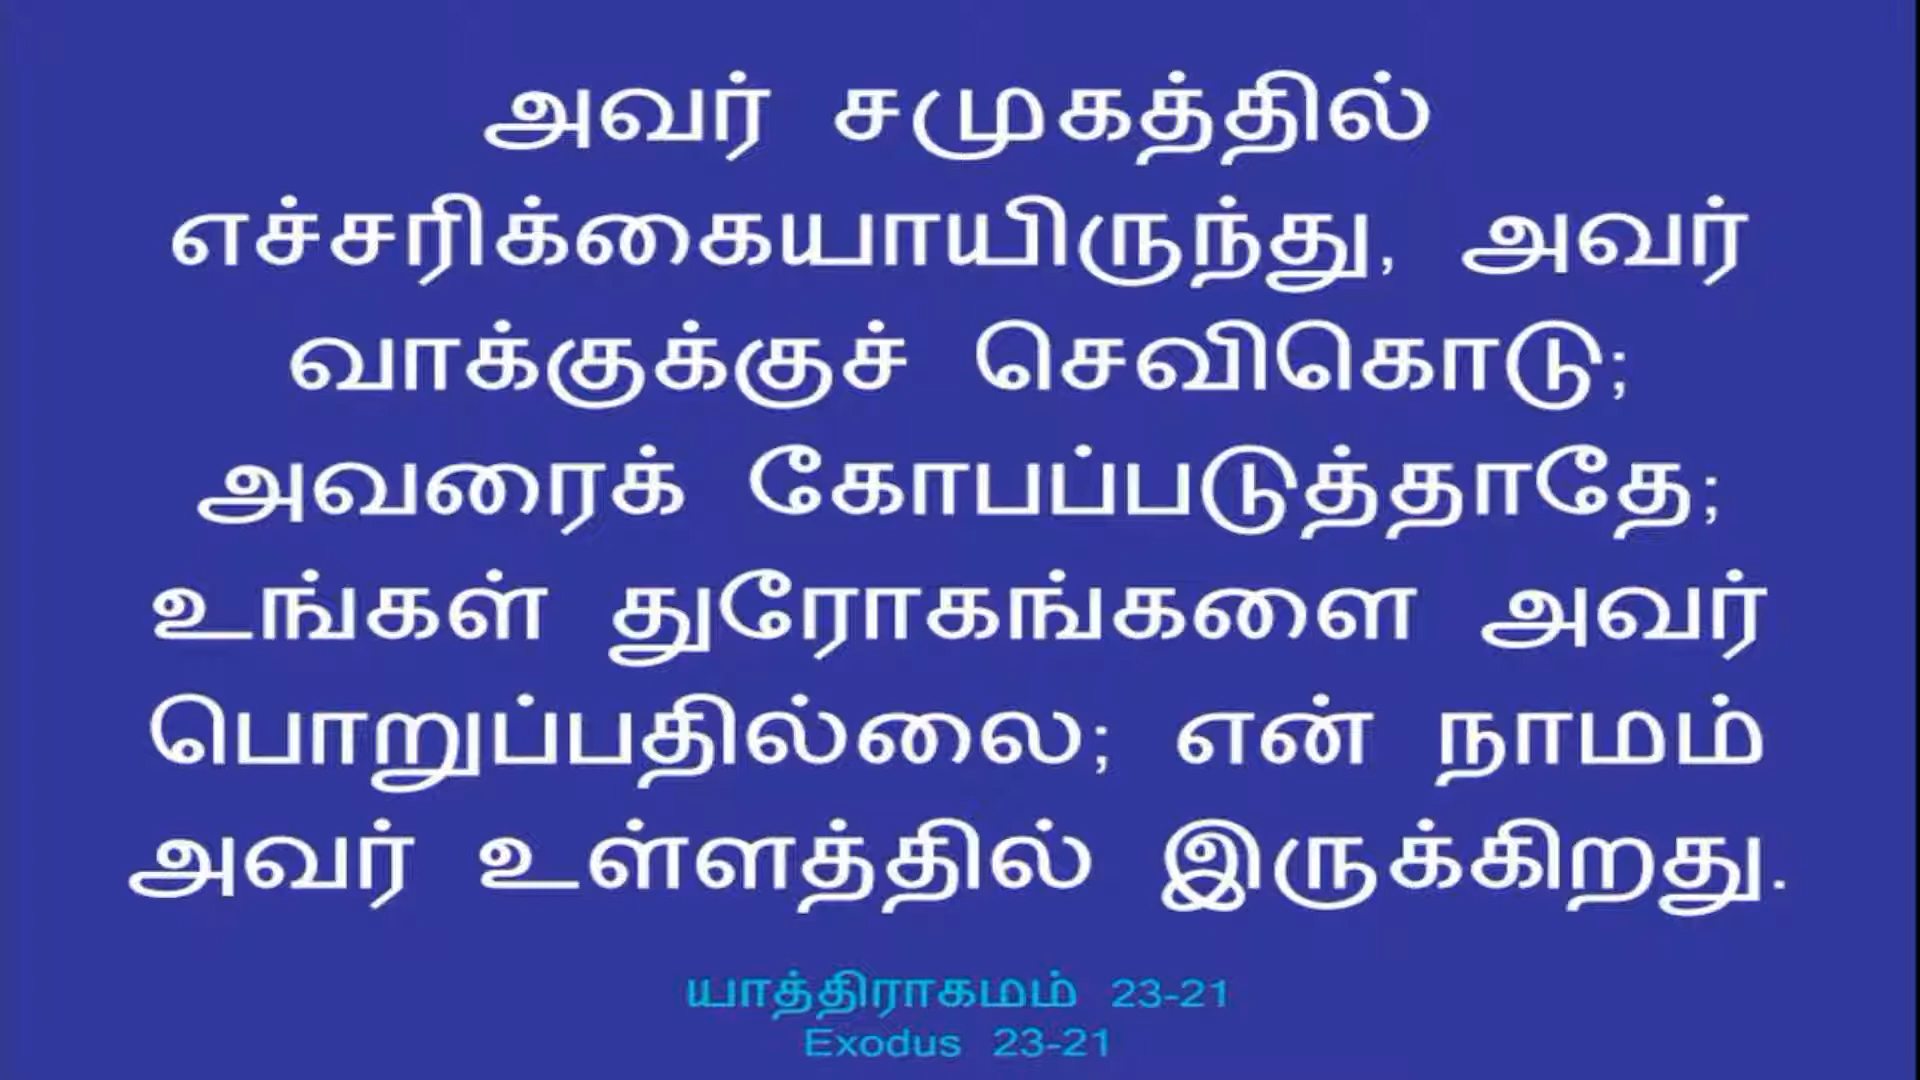 அவர் சமுகத்தில்
எச்சரிக்கையாயிருந்து, அவர்
வாக்குக்குச் செவிகொடு;
அவரைக் கோபப்படுத்தாதே;
உங்கள் துரோகங்களை அவர்
பொறுப்பதில்லை; என் நாமம்
அவர் உள்ளத்தில் இருக்கிறது.
யாத்திராகமம் 23-21
Exodus 23-21